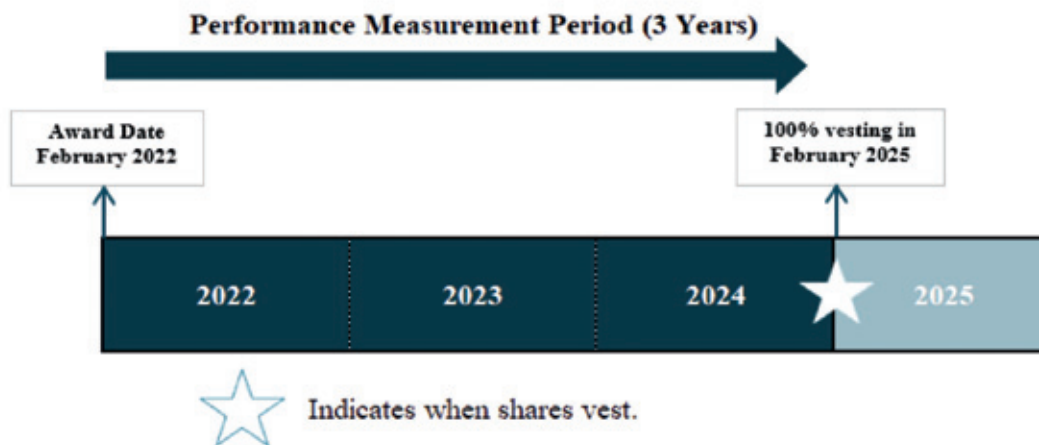 Performance Measurement Period (3 Years)
Award Date
February 2022
100% vesting in
February 2025
2022
2023
2024
2025
Indicates when shares vest.